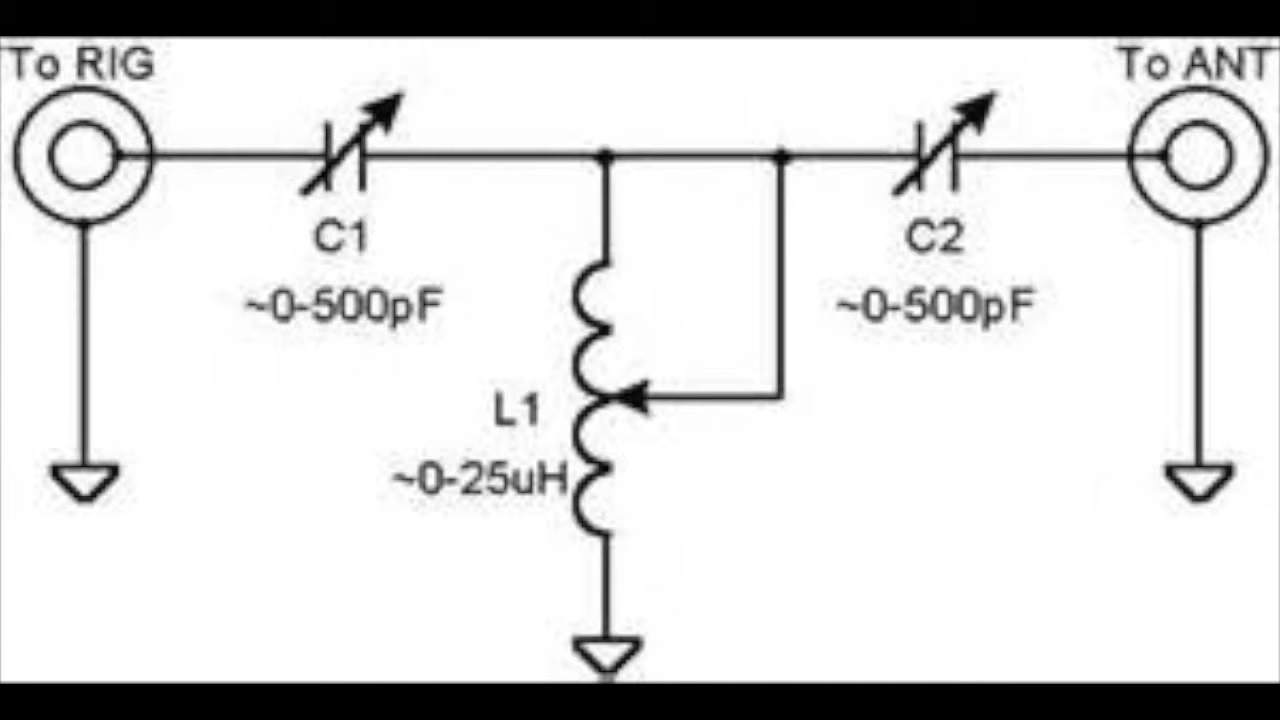 To RIG
To ANT
C1
~0-500pF
C2
~0-500pF
L1
~0-25uH